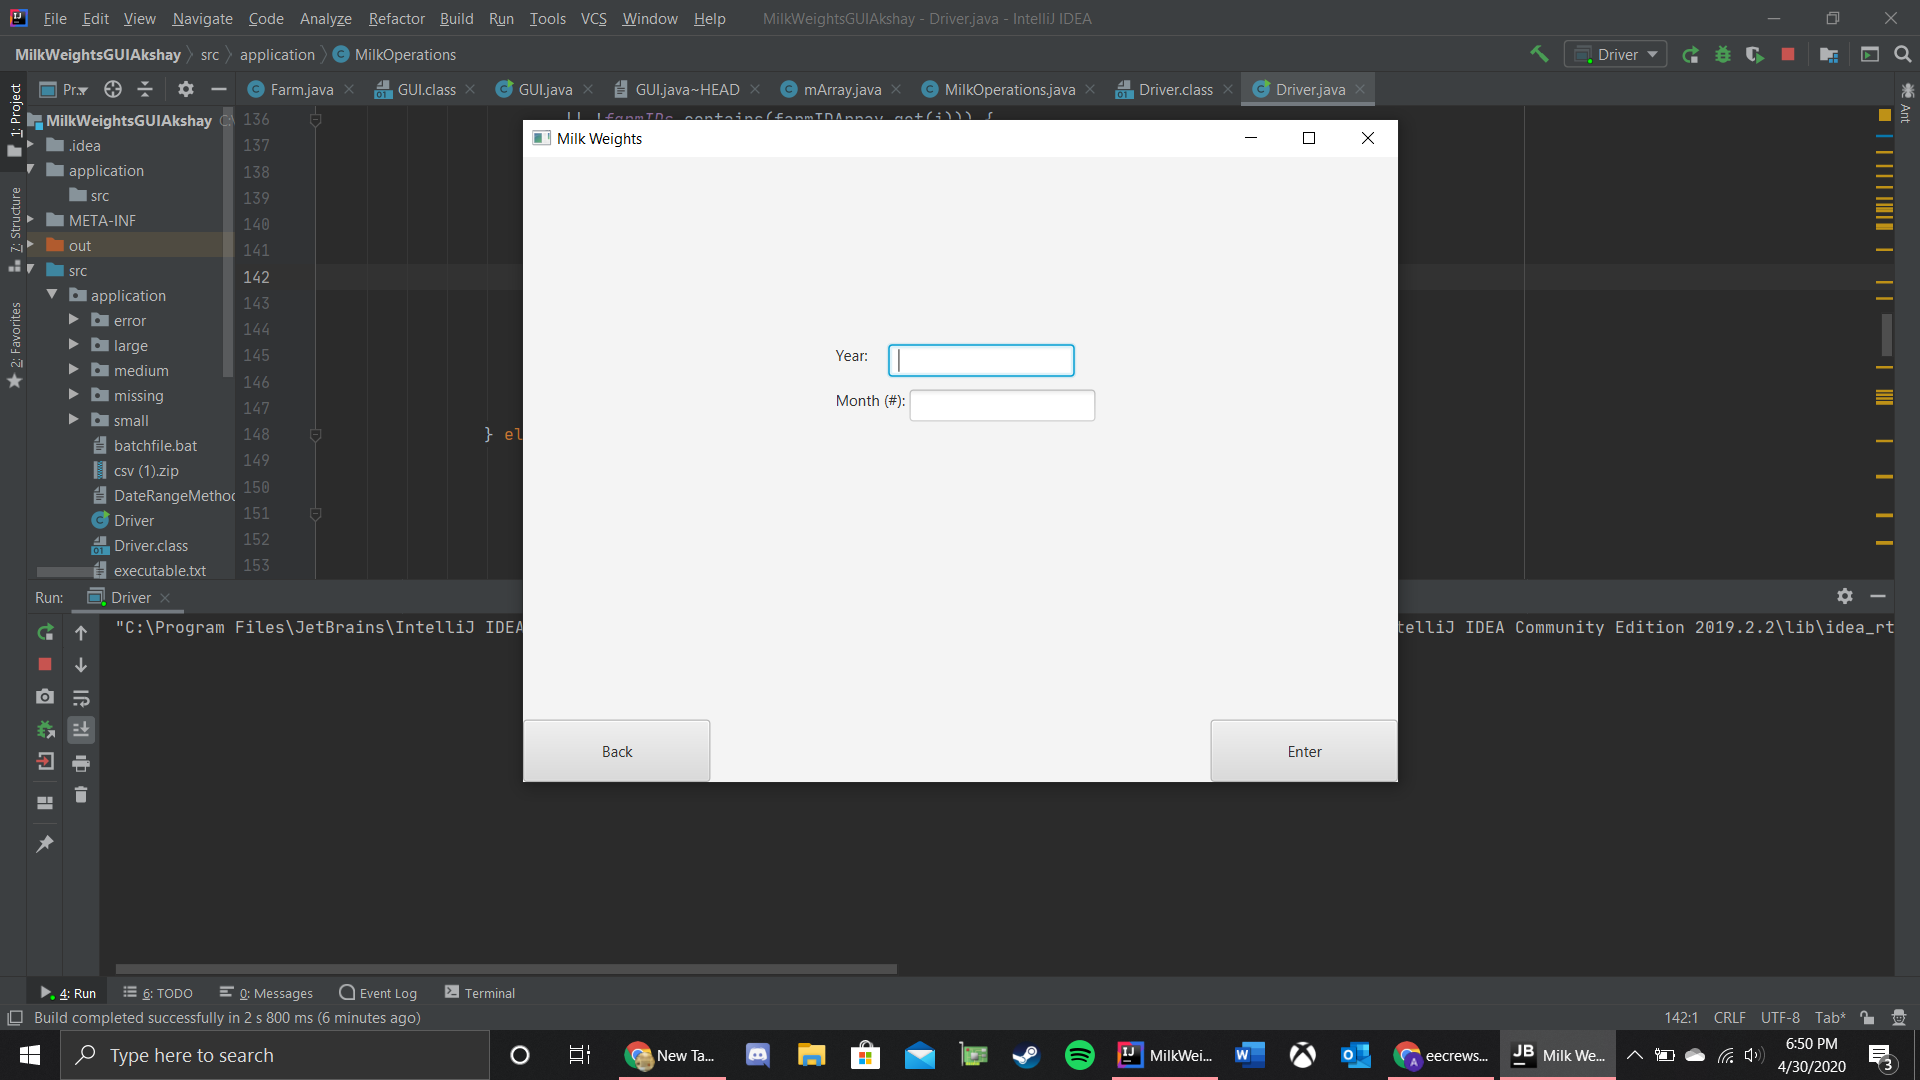 File Edit View Navigate Code Analyze Refactor Build Run Tools VCS Window Help MilkWeightsGUIAkshay - Driver.java - IntelliJ IDEA
MilkWeightsGUIAkshay src application MilkOperations Driver
1: Project Pr... Farm.java GUI.class GUI.java GUI.java~HEAD mArray.java MilkOperations.java Driver.class Driver.java Ant
MilkWeightsGUIAkshay
.idea
application
src
META-INF
out
src
application
error
large
medium
missing
small
batchfile.bat
csv (1).zip
DateRangeMethod
Driver
Driver.class
executable.txt
7: Structure
2: Favorites
136
137
138
139
140
141
142
143
144
145
146
147
148 } el
149
150
151
152
153
Milk Weights
Year:
Month (#):
Back Enter
Run: Driver
"C:\Program Files\JetBrains\IntelliJ IDEA
telliJ IDEA Community Edition 2019.2.2\lib\idea_rt
4: Run 6: TODO 0: Messages Event Log Terminal
Build completed successfully in 2 s 800 ms (6 minutes ago) 142:1 CRLF UTF-8 Tab*
Type here to search New Ta... MilkWei... eecrews... Milk We... 6:50 PM
4/30/2020 3